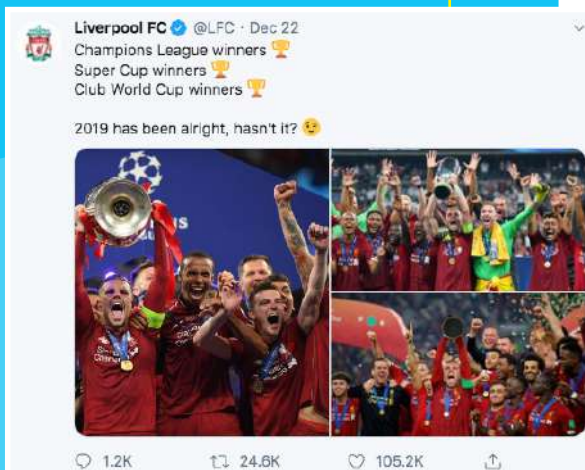 Liverpool FC @LFC · Dec 22
Champions League winners 🏆
Super Cup winners 🏆
Club World Cup winners 🏆
2019 has been alright, hasn't it? 😉
1.2K 24.6K 105.2K